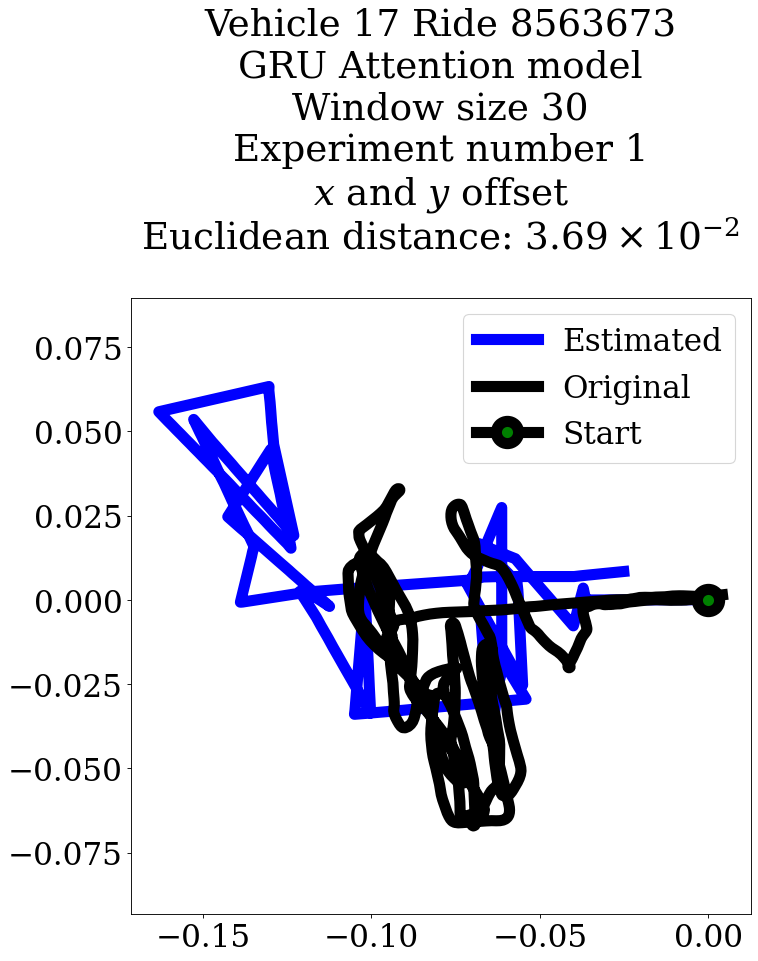 Vehicle 17 Ride 8563673
GRU Attention model
Window size 30
Experiment number 1
x and y offset
Euclidean distance: 3.69 × 10⁻²
Estimated
Original
Start
0.075
0.050
0.025
0.000
−0.025
−0.050
−0.075
−0.15 −0.10 −0.05 0.00